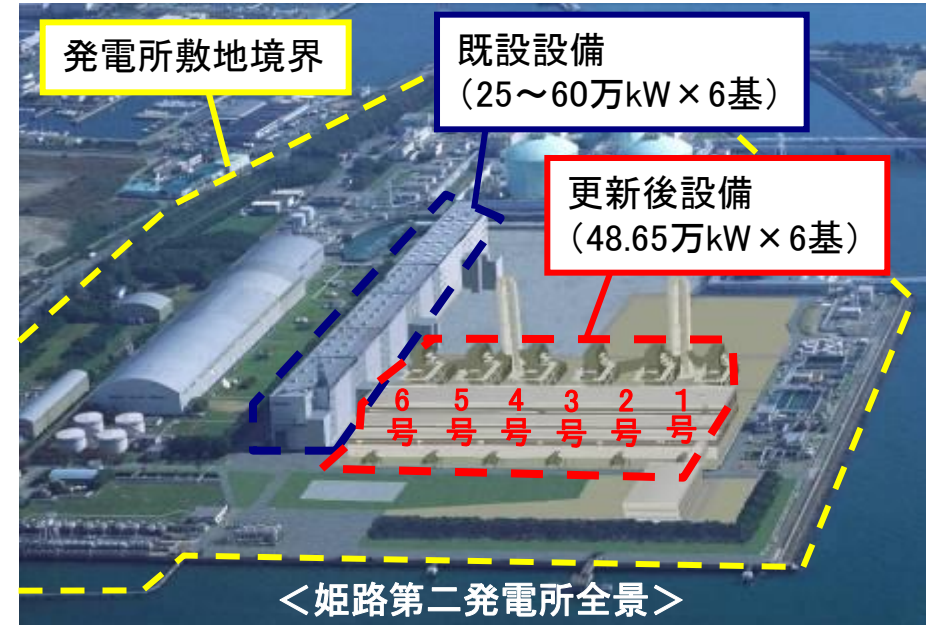 発電所敷地境界
既設設備
（25～60万kW×6基）
更新後設備
（48.65万kW×6基）
6号
5号
4号
3号
2号
1号
＜姫路第二発電所全景＞